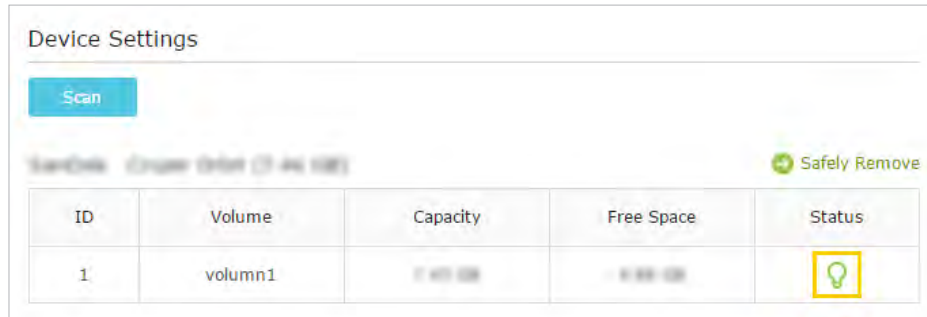 Device Settings
Scan
Safely Remove
ID Volume Capacity Free Space Status
1 volumn1